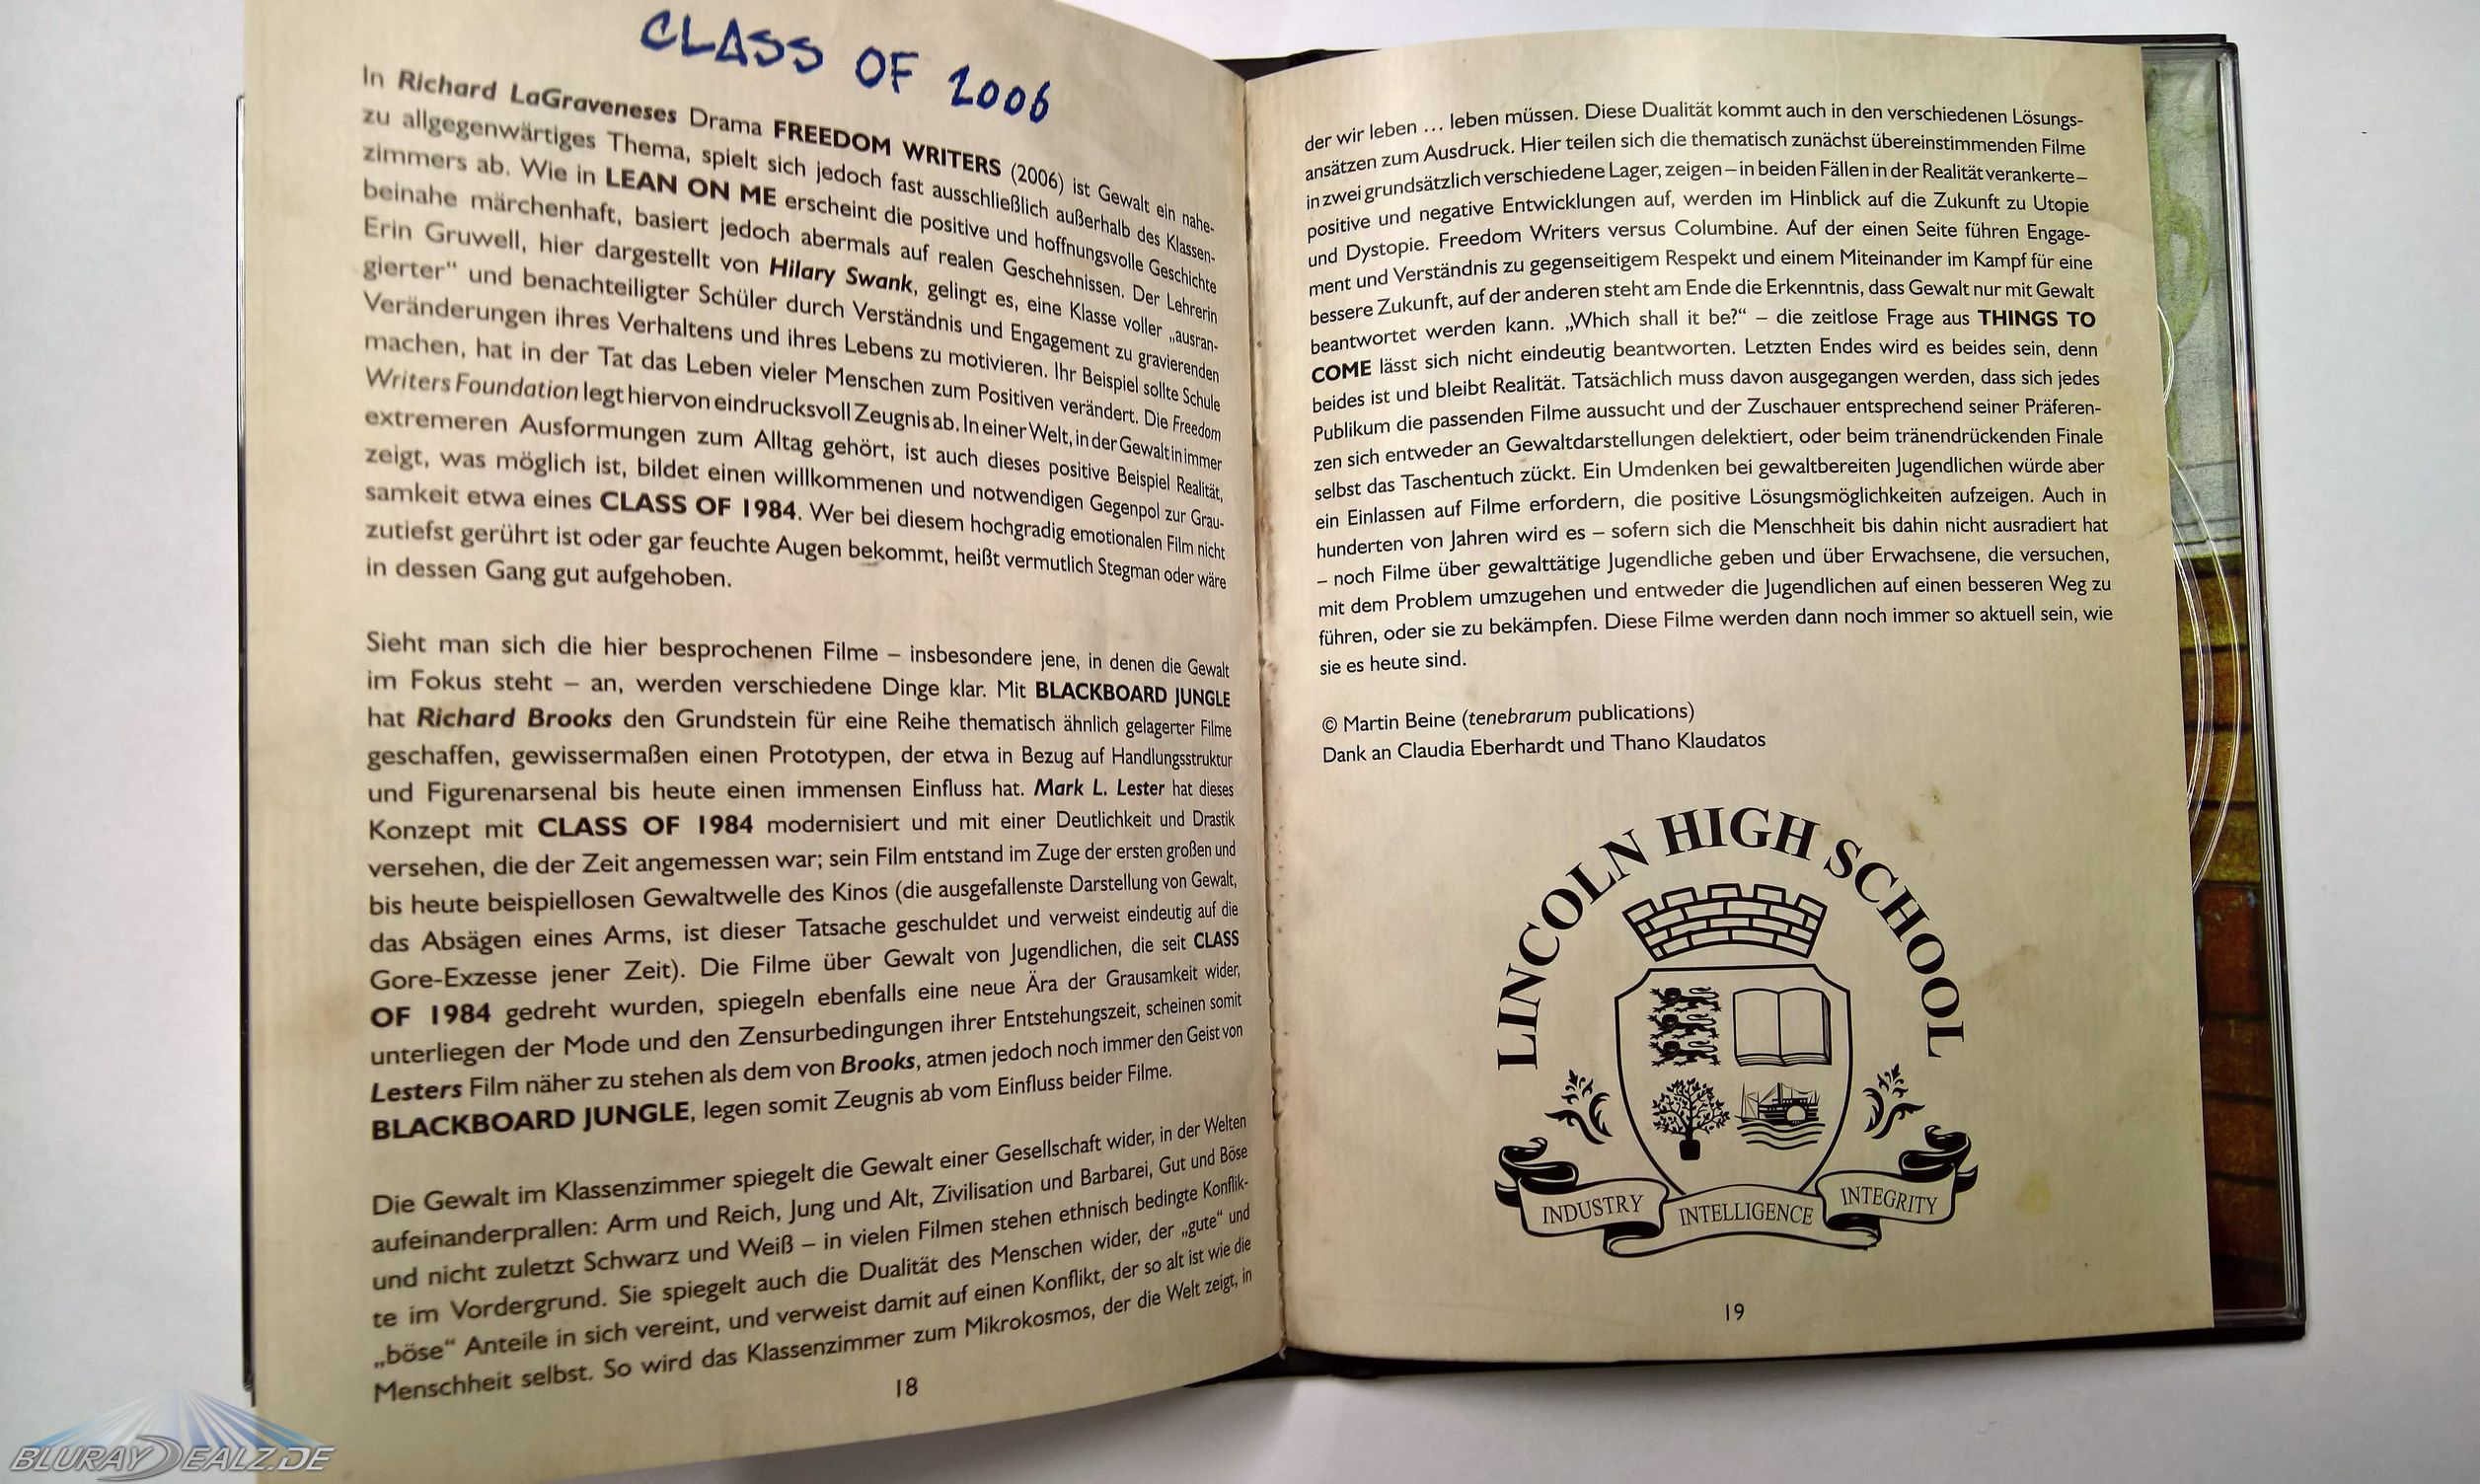 CLASS OF 2006
In Richard LaGraveneses Drama FREEDOM WRITERS (2006) ist Gewalt ein nahe-
zu allgegenwärtiges Thema, spielt sich jedoch fast ausschließlich außerhalb des Klassen-
zimmers ab. Wie in LEAN ON ME erscheint die positive und hoffnungsvolle Geschichte
beinahe märchenhaft, basiert jedoch abermals auf realen Geschehnissen. Der Lehrerin
Erin Gruwell, hier dargestellt von Hilary Swank, gelingt es, eine Klasse voller „ausran-
gierter“ und benachteiligter Schüler durch Verständnis und Engagement zu gravierenden
Veränderungen ihres Verhaltens und ihres Lebens zu motivieren. Ihr Beispiel sollte Schule
machen, hat in der Tat das Leben vieler Menschen zum Positiven verändert. Die Freedom
Writers Foundation legt hiervon eindrucksvoll Zeugnis ab. In einer Welt, in der Gewalt in immer
extremeren Ausformungen zum Alltag gehört, ist auch dieses positive Beispiel Realität,
zeigt, was möglich ist, bildet einen willkommenen und notwendigen Gegenpol zur Grau-
samkeit etwa eines CLASS OF 1984. Wer bei diesem hochgradig emotionalen Film nicht
zutiefst gerührt ist oder gar feuchte Augen bekommt, heißt vermutlich Stegman oder wäre
in dessen Gang gut aufgehoben.
Sieht man sich die hier besprochenen Filme – insbesondere jene, in denen die Gewalt
im Fokus steht – an, werden verschiedene Dinge klar. Mit BLACKBOARD JUNGLE
hat Richard Brooks den Grundstein für eine Reihe thematisch ähnlich gelagerter Filme
geschaffen, gewissermaßen einen Prototypen, der etwa in Bezug auf Handlungsstruktur
und Figurenarsenal bis heute einen immensen Einfluss hat. Mark L. Lester hat dieses
Konzept mit CLASS OF 1984 modernisiert und mit einer Deutlichkeit und Drastik
versehen, die der Zeit angemessen war; sein Film entstand im Zuge der ersten großen und
bis heute beispiellosen Gewaltwelle des Kinos (die ausgefallenste Darstellung von Gewalt,
das Absägen eines Arms, ist dieser Tatsache geschuldet und verweist eindeutig auf die
Gore-Exzesse jener Zeit). Die Filme über Gewalt von Jugendlichen, die seit CLASS
OF 1984 gedreht wurden, spiegeln ebenfalls eine neue Ära der Grausamkeit wider,
unterliegen der Mode und den Zensurbedingungen ihrer Entstehungszeit, scheinen somit
Lesters Film näher zu stehen als dem von Brooks, atmen jedoch noch immer den Geist von
BLACKBOARD JUNGLE, legen somit Zeugnis ab vom Einfluss beider Filme.
Die Gewalt im Klassenzimmer spiegelt die Gewalt einer Gesellschaft wider, in der Welten
aufeinanderprallen: Arm und Reich, Jung und Alt, Zivilisation und Barbarei, Gut und Böse
und nicht zuletzt Schwarz und Weiß – in vielen Filmen stehen ethnisch bedingte Konflik-
te im Vordergrund. Sie spiegelt auch die Dualität des Menschen wider, der „gute“ und
„böse“ Anteile in sich vereint, und verweist damit auf einen Konflikt, der so alt ist wie die
Menschheit selbst. So wird das Klassenzimmer zum Mikrokosmos, der die Welt zeigt, in
18
der wir leben … leben müssen. Diese Dualität kommt auch in den verschiedenen Lösungs-
ansätzen zum Ausdruck. Hier teilen sich die thematisch zunächst übereinstimmenden Filme
in zwei grundsätzlich verschiedene Lager, zeigen – in beiden Fällen in der Realität verankerte –
positive und negative Entwicklungen auf, werden im Hinblick auf die Zukunft zu Utopie
und Dystopie. Freedom Writers versus Columbine. Auf der einen Seite führen Engage-
ment und Verständnis zu gegenseitigem Respekt und einem Miteinander im Kampf für eine
bessere Zukunft, auf der anderen steht am Ende die Erkenntnis, dass Gewalt nur mit Gewalt
beantwortet werden kann. „Which shall it be?“ – die zeitlose Frage aus THINGS TO
COME lässt sich nicht eindeutig beantworten. Letzten Endes wird es beides sein, denn
beides ist und bleibt Realität. Tatsächlich muss davon ausgegangen werden, dass sich jedes
Publikum die passenden Filme aussucht und der Zuschauer entsprechend seiner Präferen-
zen sich entweder an Gewaltdarstellungen delektiert, oder beim tränendrückenden Finale
selbst das Taschentuch zückt. Ein Umdenken bei gewaltbereiten Jugendlichen würde aber
ein Einlassen auf Filme erfordern, die positive Lösungsmöglichkeiten aufzeigen. Auch in
hunderten von Jahren wird es – sofern sich die Menschheit bis dahin nicht ausradiert hat
– noch Filme über gewalttätige Jugendliche geben und über Erwachsene, die versuchen,
mit dem Problem umzugehen und entweder die Jugendlichen auf einen besseren Weg zu
führen, oder sie zu bekämpfen. Diese Filme werden dann noch immer so aktuell sein, wie
sie es heute sind.
© Martin Beine (tenebrarum publications)
Dank an Claudia Eberhardt und Thano Klaudatos
LINCOLN HIGH SCHOOL
INDUSTRY INTELLIGENCE INTEGRITY
19
BLURAYDEALZ.DE